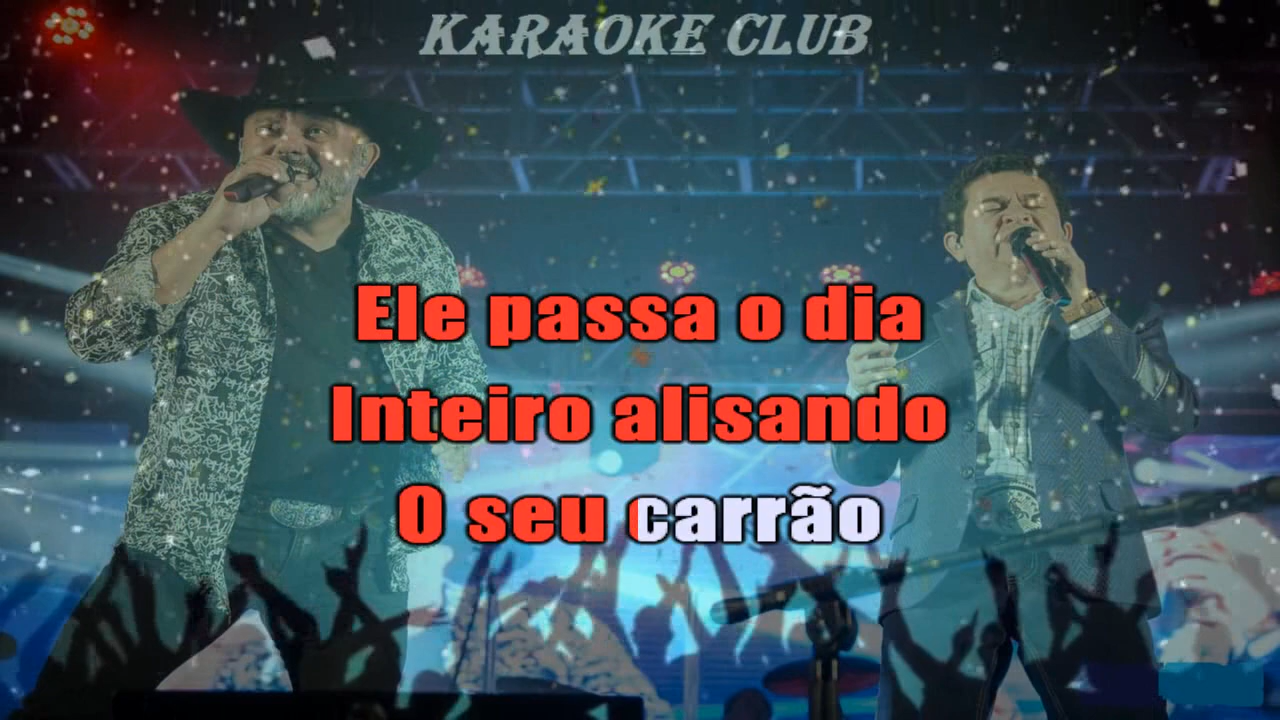 KARAOKE CLUB
Ele passa o dia
Inteiro alisando
O seu carrão